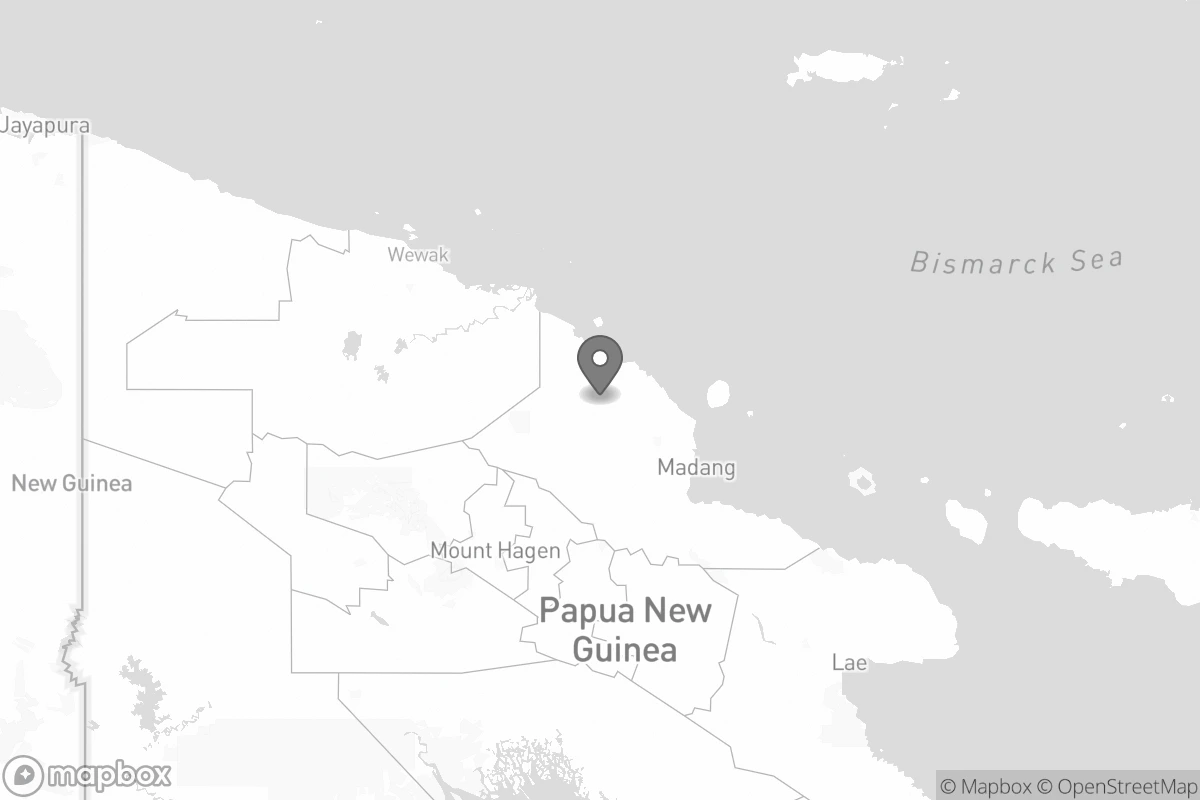 Jayapura
Wewak
Bismarck Sea
Madang
New Guinea
Mount Hagen
Papua New
Guinea
Lae
mapbox
© Mapbox © OpenStreetMap